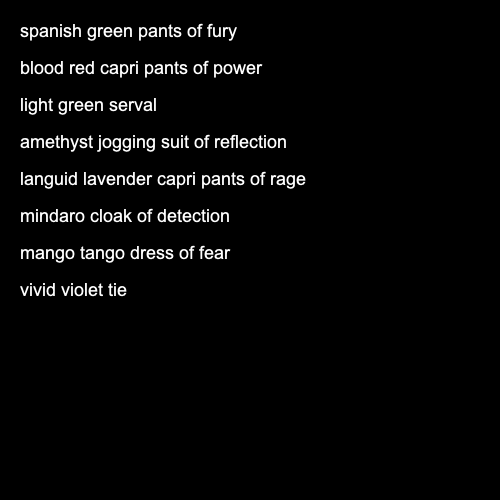 spanish green pants of fury
blood red capri pants of power
light green serval
amethyst jogging suit of reflection
languid lavender capri pants of rage
mindaro cloak of detection
mango tango dress of fear
vivid violet tie